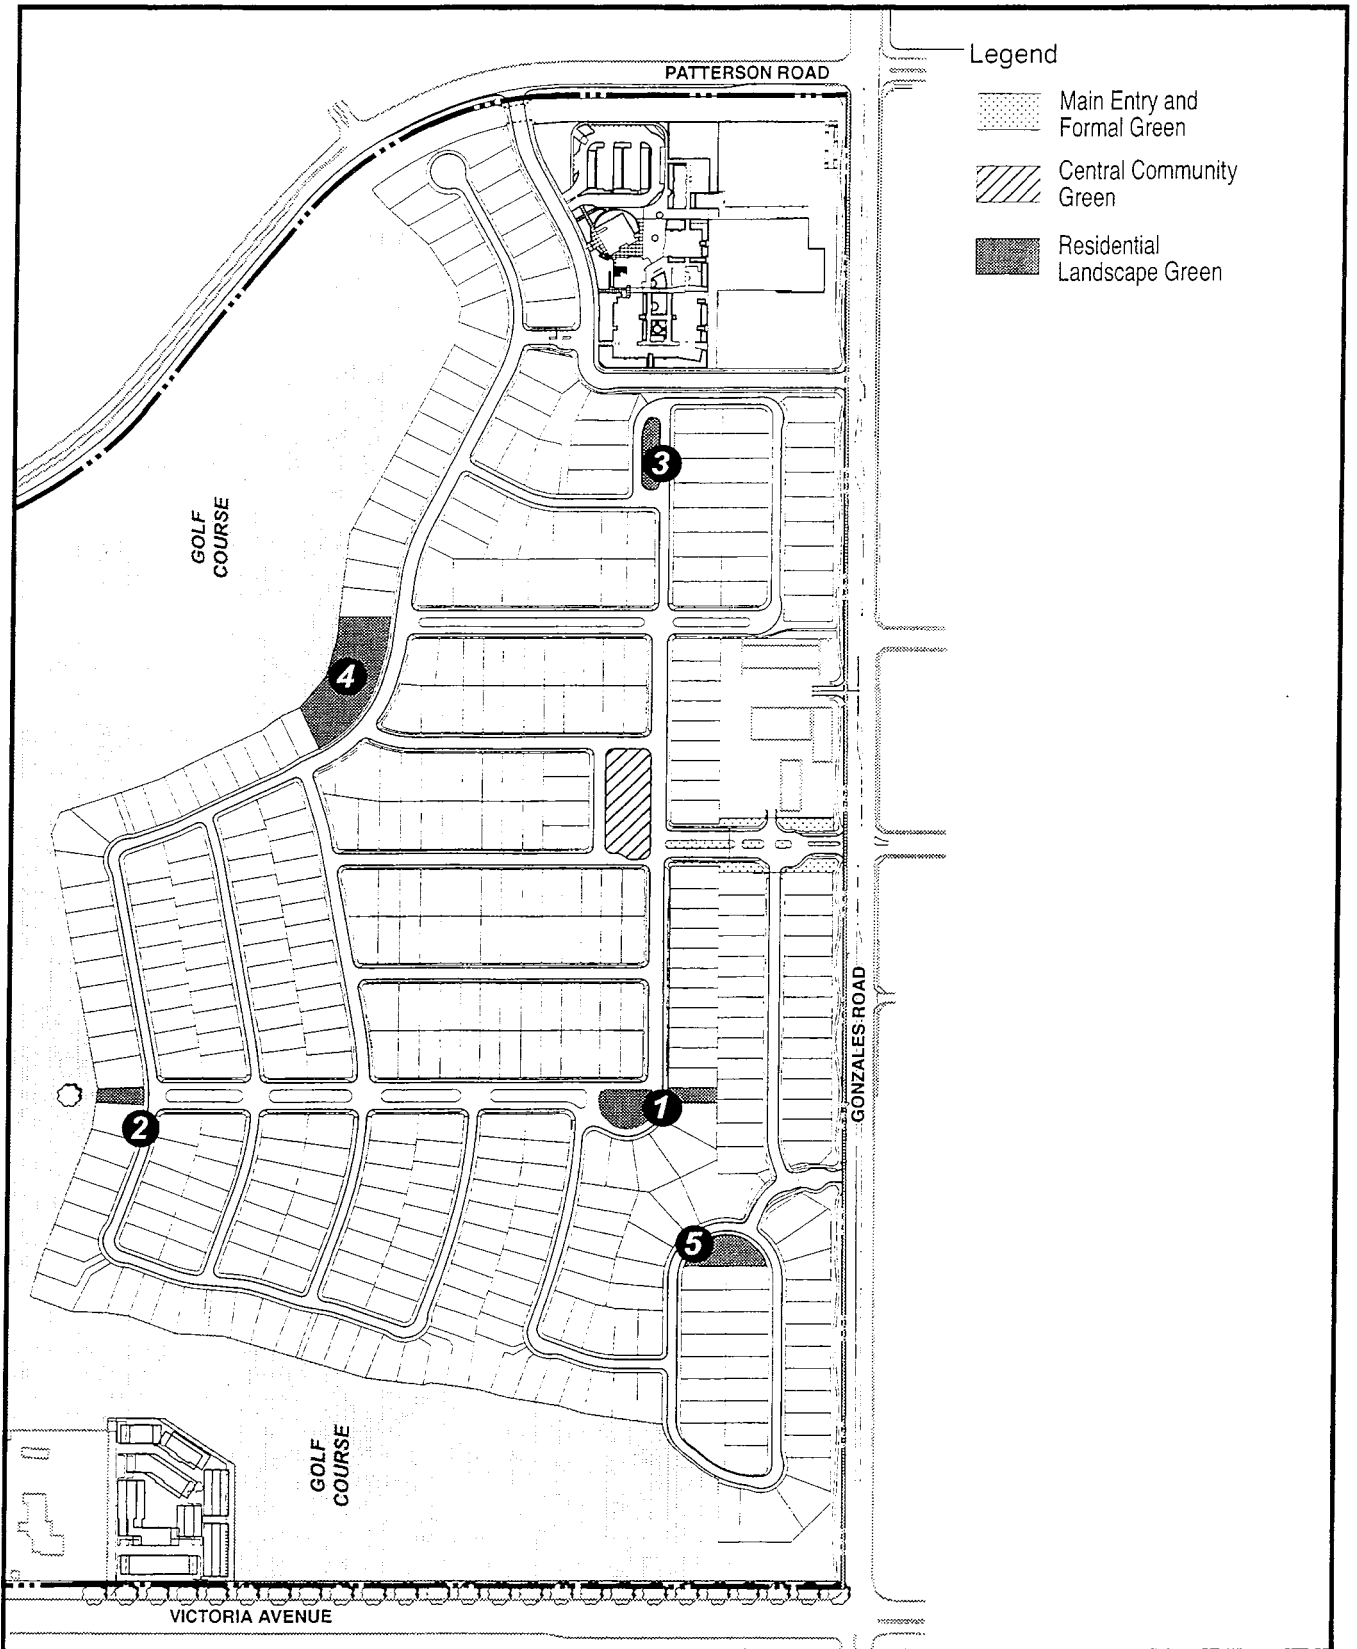 PATTERSON ROAD
Legend
Main Entry and
Formal Green
Central Community
Green
Residential
Landscape Green
3
GOLF
COURSE
4
GONZALES ROAD
1
2
5
GOLF
COURSE
VICTORIA AVENUE